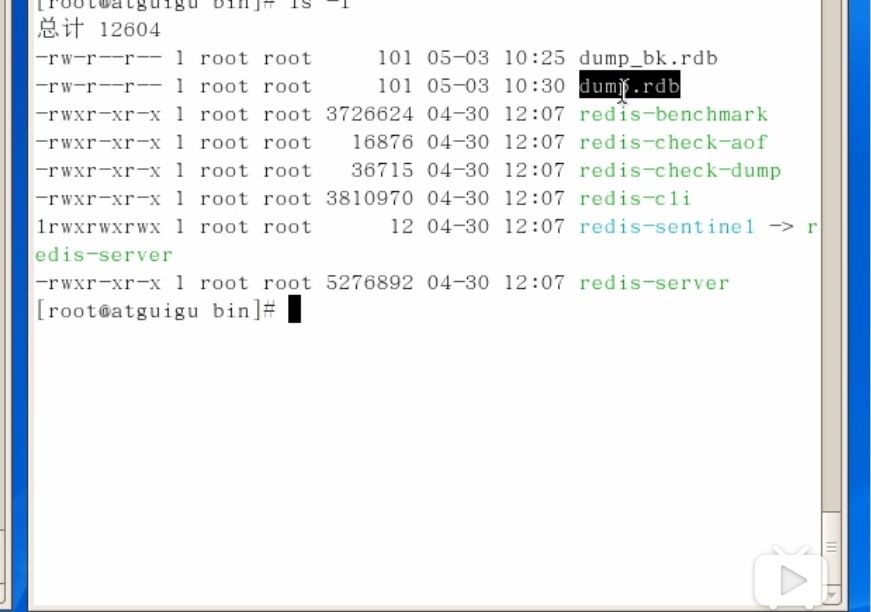 [root@atguigu bin]# ls -l
总计 12604
-rw-r--r-- 1 root root     101 05-03 10:25 dump_bk.rdb
-rw-r--r-- 1 root root     101 05-03 10:30 dump.rdb
-rwxr-xr-x 1 root root 3726624 04-30 12:07 redis-benchmark
-rwxr-xr-x 1 root root   16876 04-30 12:07 redis-check-aof
-rwxr-xr-x 1 root root   36715 04-30 12:07 redis-check-dump
-rwxr-xr-x 1 root root 3810970 04-30 12:07 redis-cli
lrwxrwxrwx 1 root root      12 04-30 12:07 redis-sentinel -> r
edis-server
-rwxr-xr-x 1 root root 5276892 04-30 12:07 redis-server
[root@atguigu bin]#